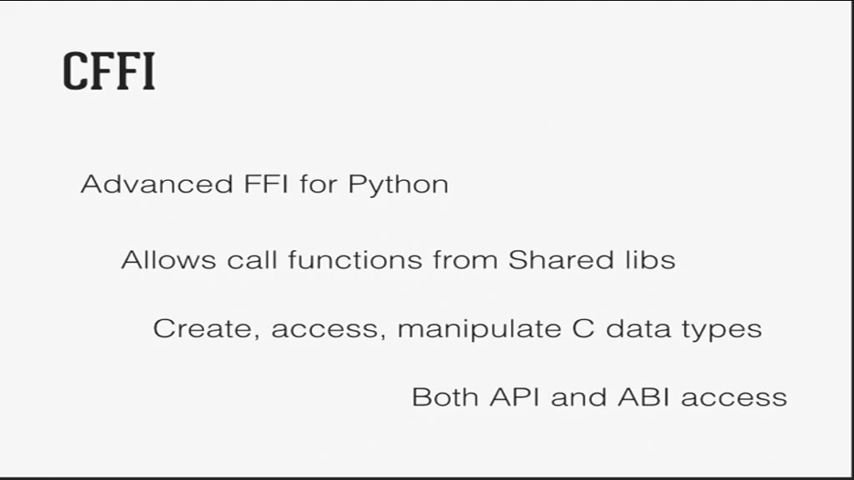 CFFI
Advanced FFI for Python
Allows call functions from Shared libs
Create, access, manipulate C data types
Both API and ABI access